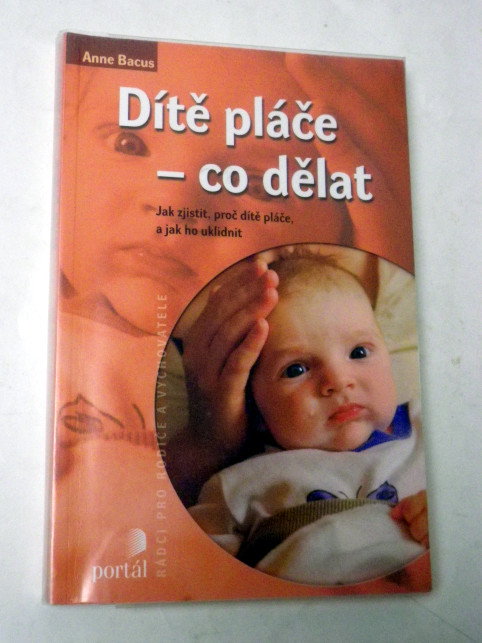 Anne Bacus
Dítě pláče
– co dělat
Jak zjistit, proč dítě pláče,
a jak ho uklidnit
RÁDCI PRO RODIČE A VYCHOVATELE
portál